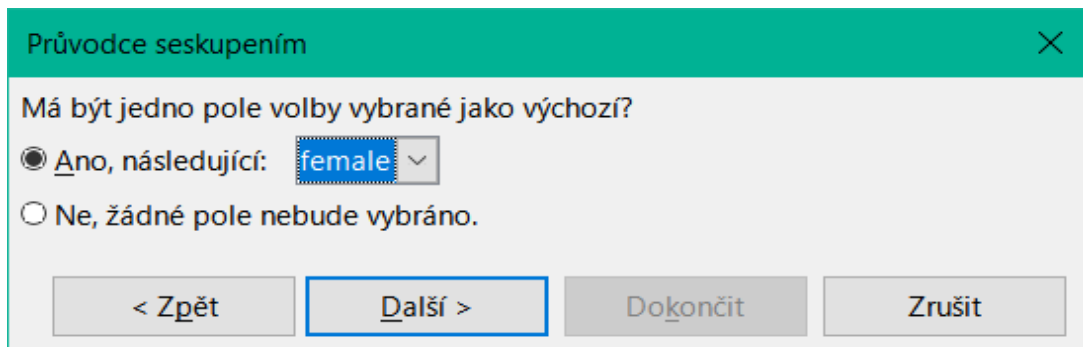 Průvodce seskupením
Má být jedno pole volby vybrané jako výchozí?
Ano, následující: female
Ne, žádné pole nebude vybráno.
< Zpět Další > Dokončit Zrušit